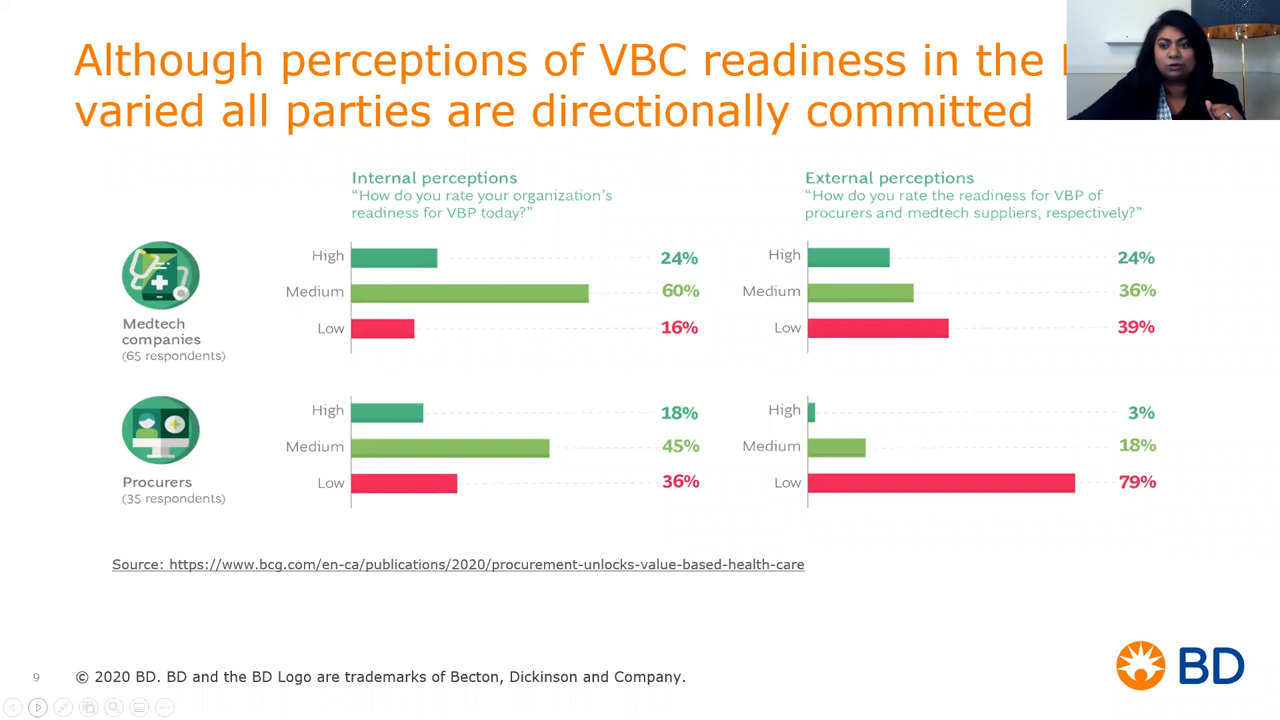 Although perceptions of VBC readiness in the
varied all parties are directionally committed
Internal perceptions
“How do you rate your organization’s
readiness for VBP today?”
External perceptions
“How do you rate the readiness for VBP of
procurers and medtech suppliers, respectively?”
Medtech
companies
(65 respondents)
High 24%
Medium 60%
Low 16%
High 24%
Medium 36%
Low 39%
Procurers
(35 respondents)
High 18%
Medium 45%
Low 36%
High 3%
Medium 18%
Low 79%
Source: https://www.bcg.com/en-ca/publications/2020/procurement-unlocks-value-based-health-care
9 © 2020 BD. BD and the BD Logo are trademarks of Becton, Dickinson and Company.
BD